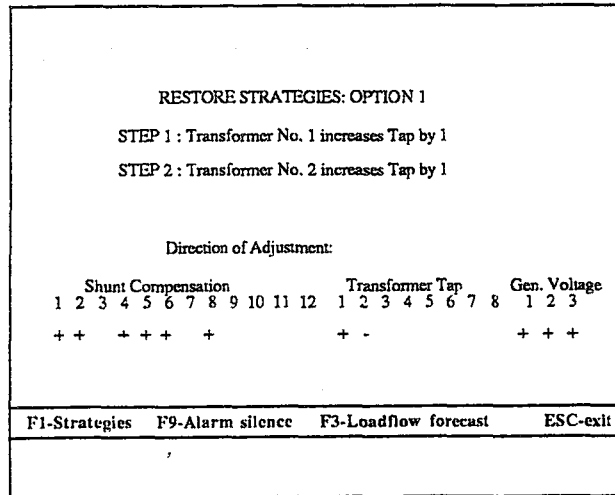 RESTORE STRATEGIES: OPTION 1
STEP 1 : Transformer No. 1 increases Tap by 1
STEP 2 : Transformer No. 2 increases Tap by 1
Direction of Adjustment:
Shunt Compensation Transformer Tap Gen. Voltage
1 2 3 4 5 6 7 8 9 10 11 12 1 2 3 4 5 6 7 8 1 2 3
+ + + + + + + - + + +
F1-Strategies F9-Alarm silence F3-Loadflow forecast ESC-exit